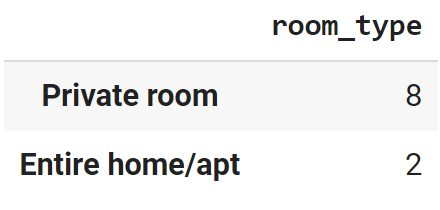 room_type
Private room 8
Entire home/apt 2